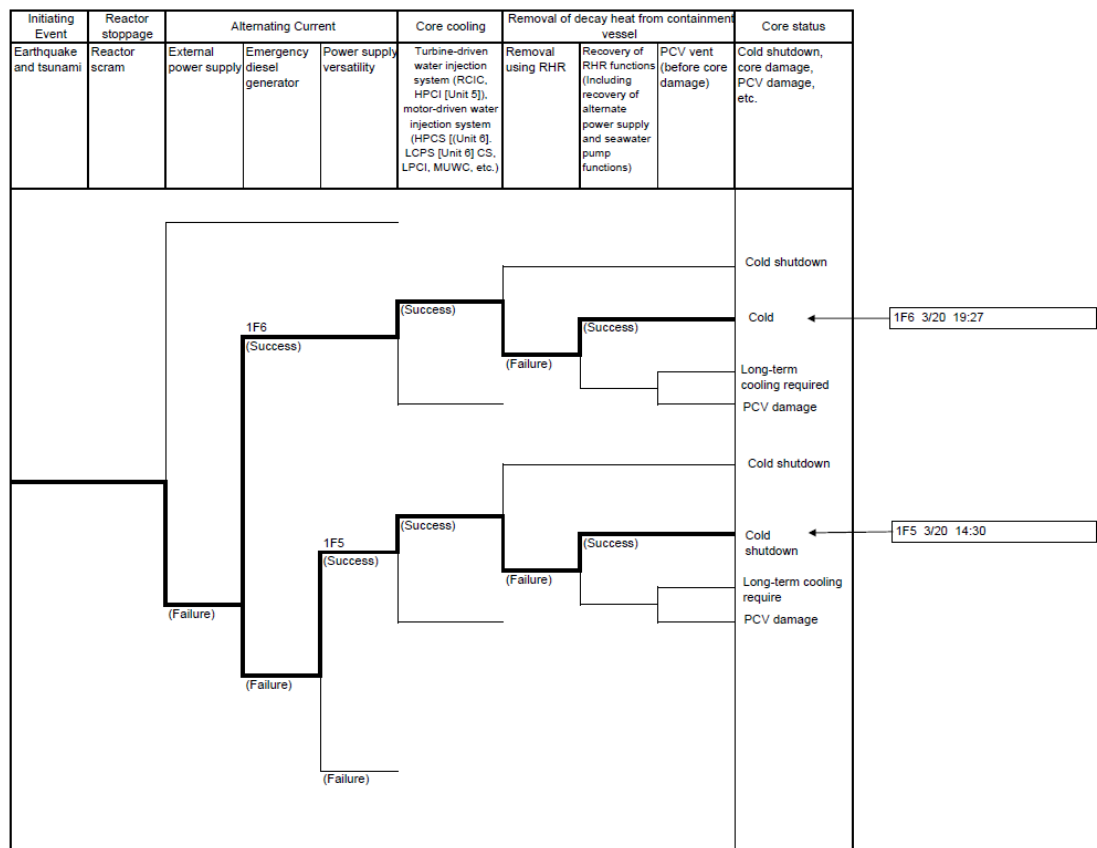 Initiating
Event
Reactor
stoppage
Alternating Current
Core cooling
Removal of decay heat from containment
vessel
Core status
Earthquake
and tsunami
Reactor
scram
External
power supply
Emergency
diesel
generator
Power supply
versatility
Turbine-driven
water injection
system (RCIC,
HPCI [Unit 5]),
motor-driven water
injection system
(HPCS [(Unit 6].
LCPS [Unit 6] CS,
LPCI, MUWC, etc.)
Removal
using RHR
Recovery of
RHR functions
(Including
recovery of
alternate
power supply
and seawater
pump
functions)
PCV vent
(before core
damage)
Cold shutdown,
core damage,
PCV damage,
etc.
Cold shutdown
(Success)
1F6
(Success)
(Success)
Cold
1F6 3/20 19:27
(Failure)
Long-term
cooling required
PCV damage
Cold shutdown
(Success)
1F5
(Success)
(Success)
Cold
shutdown
1F5 3/20 14:30
(Failure)
Long-term cooling
require
(Failure)
PCV damage
(Failure)
(Failure)